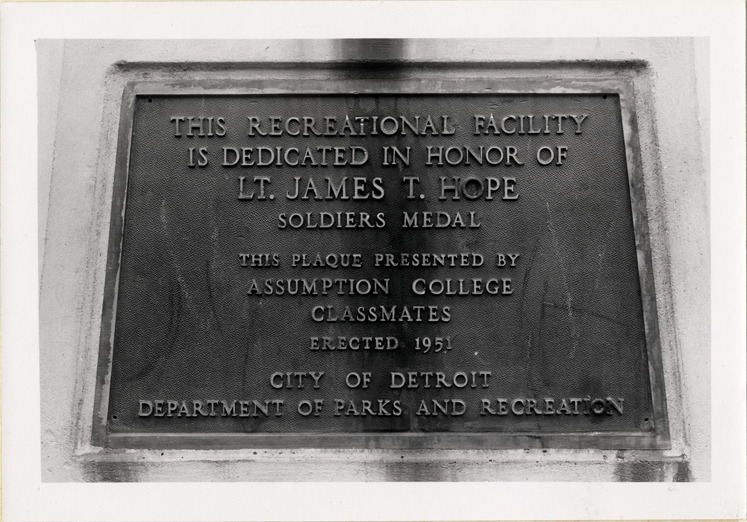 THIS RECREATIONAL FACILITY
IS DEDICATED IN HONOR OF
LT. JAMES T. HOPE
SOLDIERS MEDAL
THIS PLAQUE PRESENTED BY
ASSUMPTION COLLEGE
CLASSMATES
ERECTED 1951
CITY OF DETROIT
DEPARTMENT OF PARKS AND RECREATION